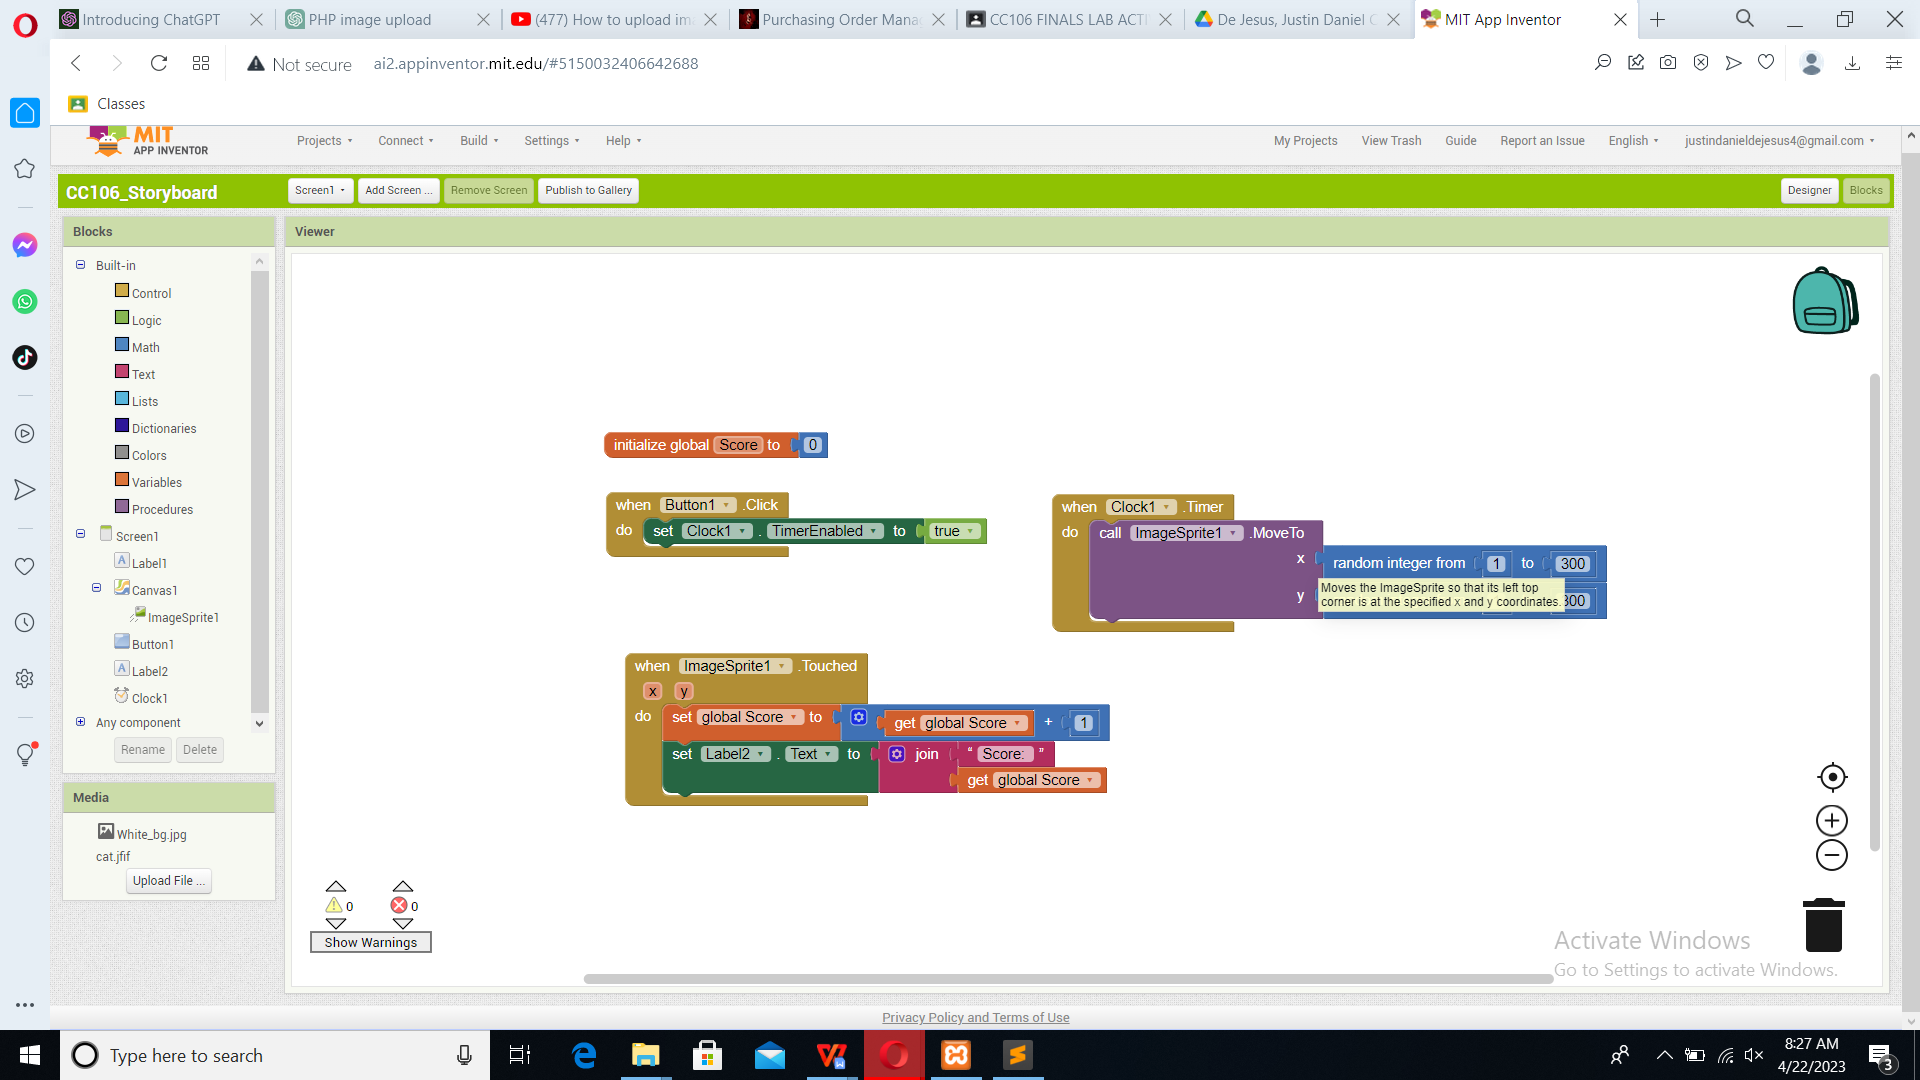 Introducing ChatGPT
PHP image upload
(477) How to upload ima
Purchasing Order Mana
CC106 FINALS LAB ACTI
De Jesus, Justin Daniel C
MIT App Inventor
Not secure
ai2.appinventor.mit.edu/#5150032406642688
Classes
MIT
APP INVENTOR
Projects
Connect
Build
Settings
Help
My Projects
View Trash
Guide
Report an Issue
English
justindanieldejesus4@gmail.com
CC106_Storyboard
Screen1
Add Screen ...
Remove Screen
Publish to Gallery
Designer
Blocks
Blocks
Built-in
Control
Logic
Math
Text
Lists
Dictionaries
Colors
Variables
Procedures
Screen1
Label1
Canvas1
ImageSprite1
Button1
Label2
Clock1
Any component
Rename
Delete
Media
White_bg.jpg
cat.jfif
Upload File ...
Viewer
initialize global Score to 0
when Button1 .Click
do set Clock1 . TimerEnabled to true
when Clock1 .Timer
do call ImageSprite1 .MoveTo
x random integer from 1 to 300
Moves the ImageSprite so that its left top
corner is at the specified x and y coordinates.
y 300
when ImageSprite1 .Touched
x y
do set global Score to get global Score + 1
set Label2 . Text to join “ Score: ”
get global Score
0
0
Show Warnings
Activate Windows
Go to Settings to activate Windows.
Privacy Policy and Terms of Use
Type here to search
8:27 AM
4/22/2023
3